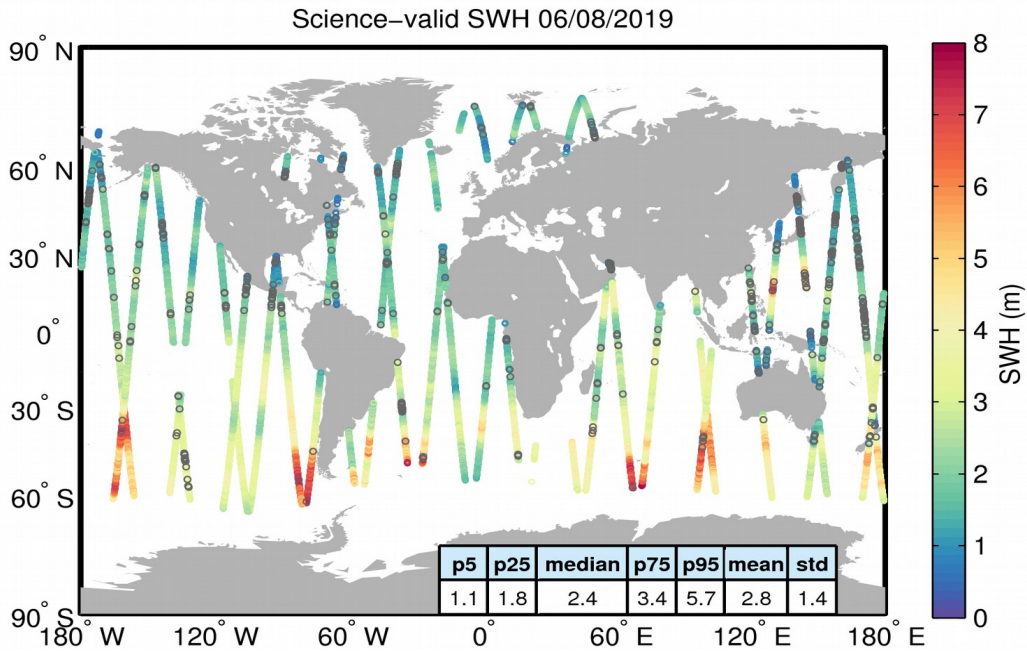 Science−valid SWH 06/08/2019
90° N
60° N
30° N
0°
30° S
60° S
90° S
180° W
120° W
60° W
0°
60° E
120° E
180° E
p5 p25 median p75 p95 mean std
1.1 1.8 2.4 3.4 5.7 2.8 1.4
8
7
6
5
4
3
2
1
0
SWH (m)